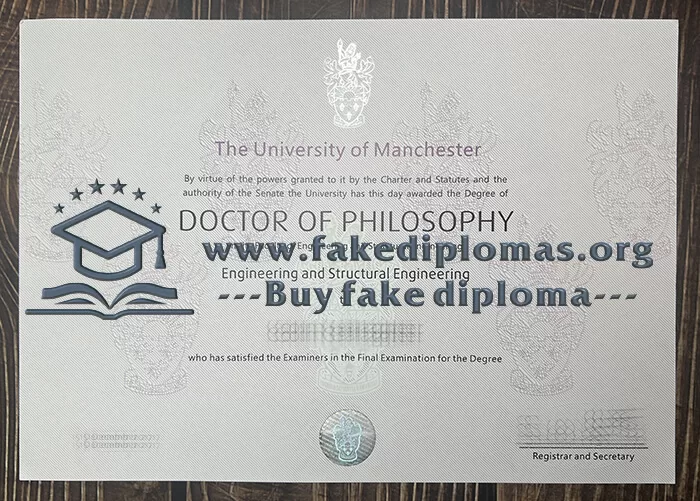 The University of Manchester
By virtue of the powers granted to it by the Charter and Statutes and the
authority of the Senate the University has this day awarded the Degree of
DOCTOR OF PHILOSOPHY
www.fakediplomas.org
Engineering and Structural Engineering
---Buy fake diploma---
who has satisfied the Examiners in the Final Examination for the Degree
Registrar and Secretary